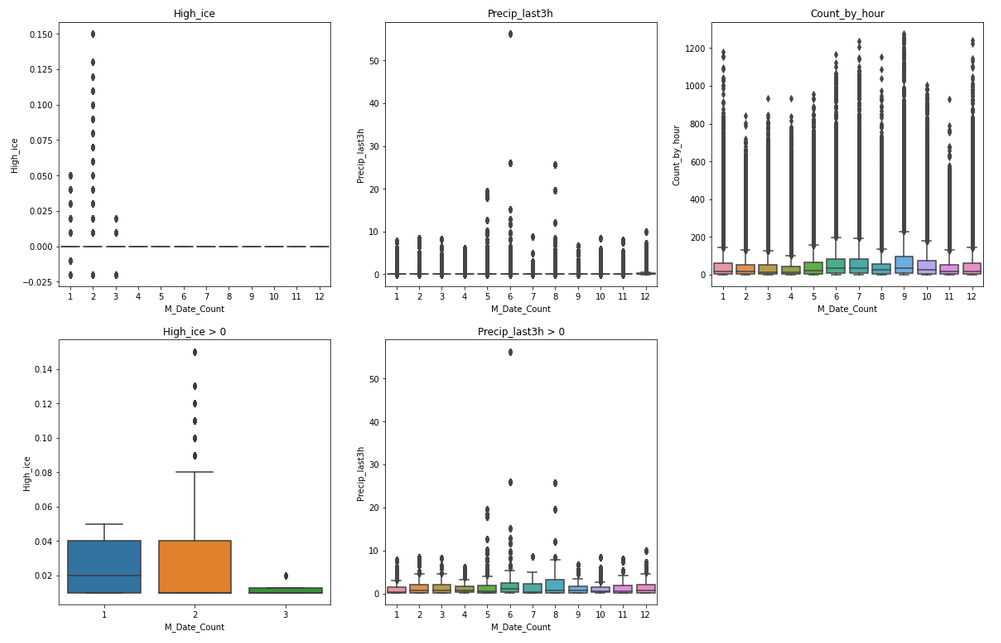 High_ice
Precip_last3h
Count_by_hour
High_ice
0.150
0.125
0.100
0.075
0.050
0.025
0.000
−0.025
1 2 3 4 5 6 7 8 9 10 11 12
M_Date_Count
Precip_last3h
50
40
30
20
10
0
1 2 3 4 5 6 7 8 9 10 11 12
M_Date_Count
Count_by_hour
1200
1000
800
600
400
200
0
1 2 3 4 5 6 7 8 9 10 11 12
M_Date_Count
High_ice > 0
Precip_last3h > 0
High_ice
0.14
0.12
0.10
0.08
0.06
0.04
0.02
1 2 3
M_Date_Count
Precip_last3h
50
40
30
20
10
0
1 2 3 4 5 6 7 8 9 10 11 12
M_Date_Count